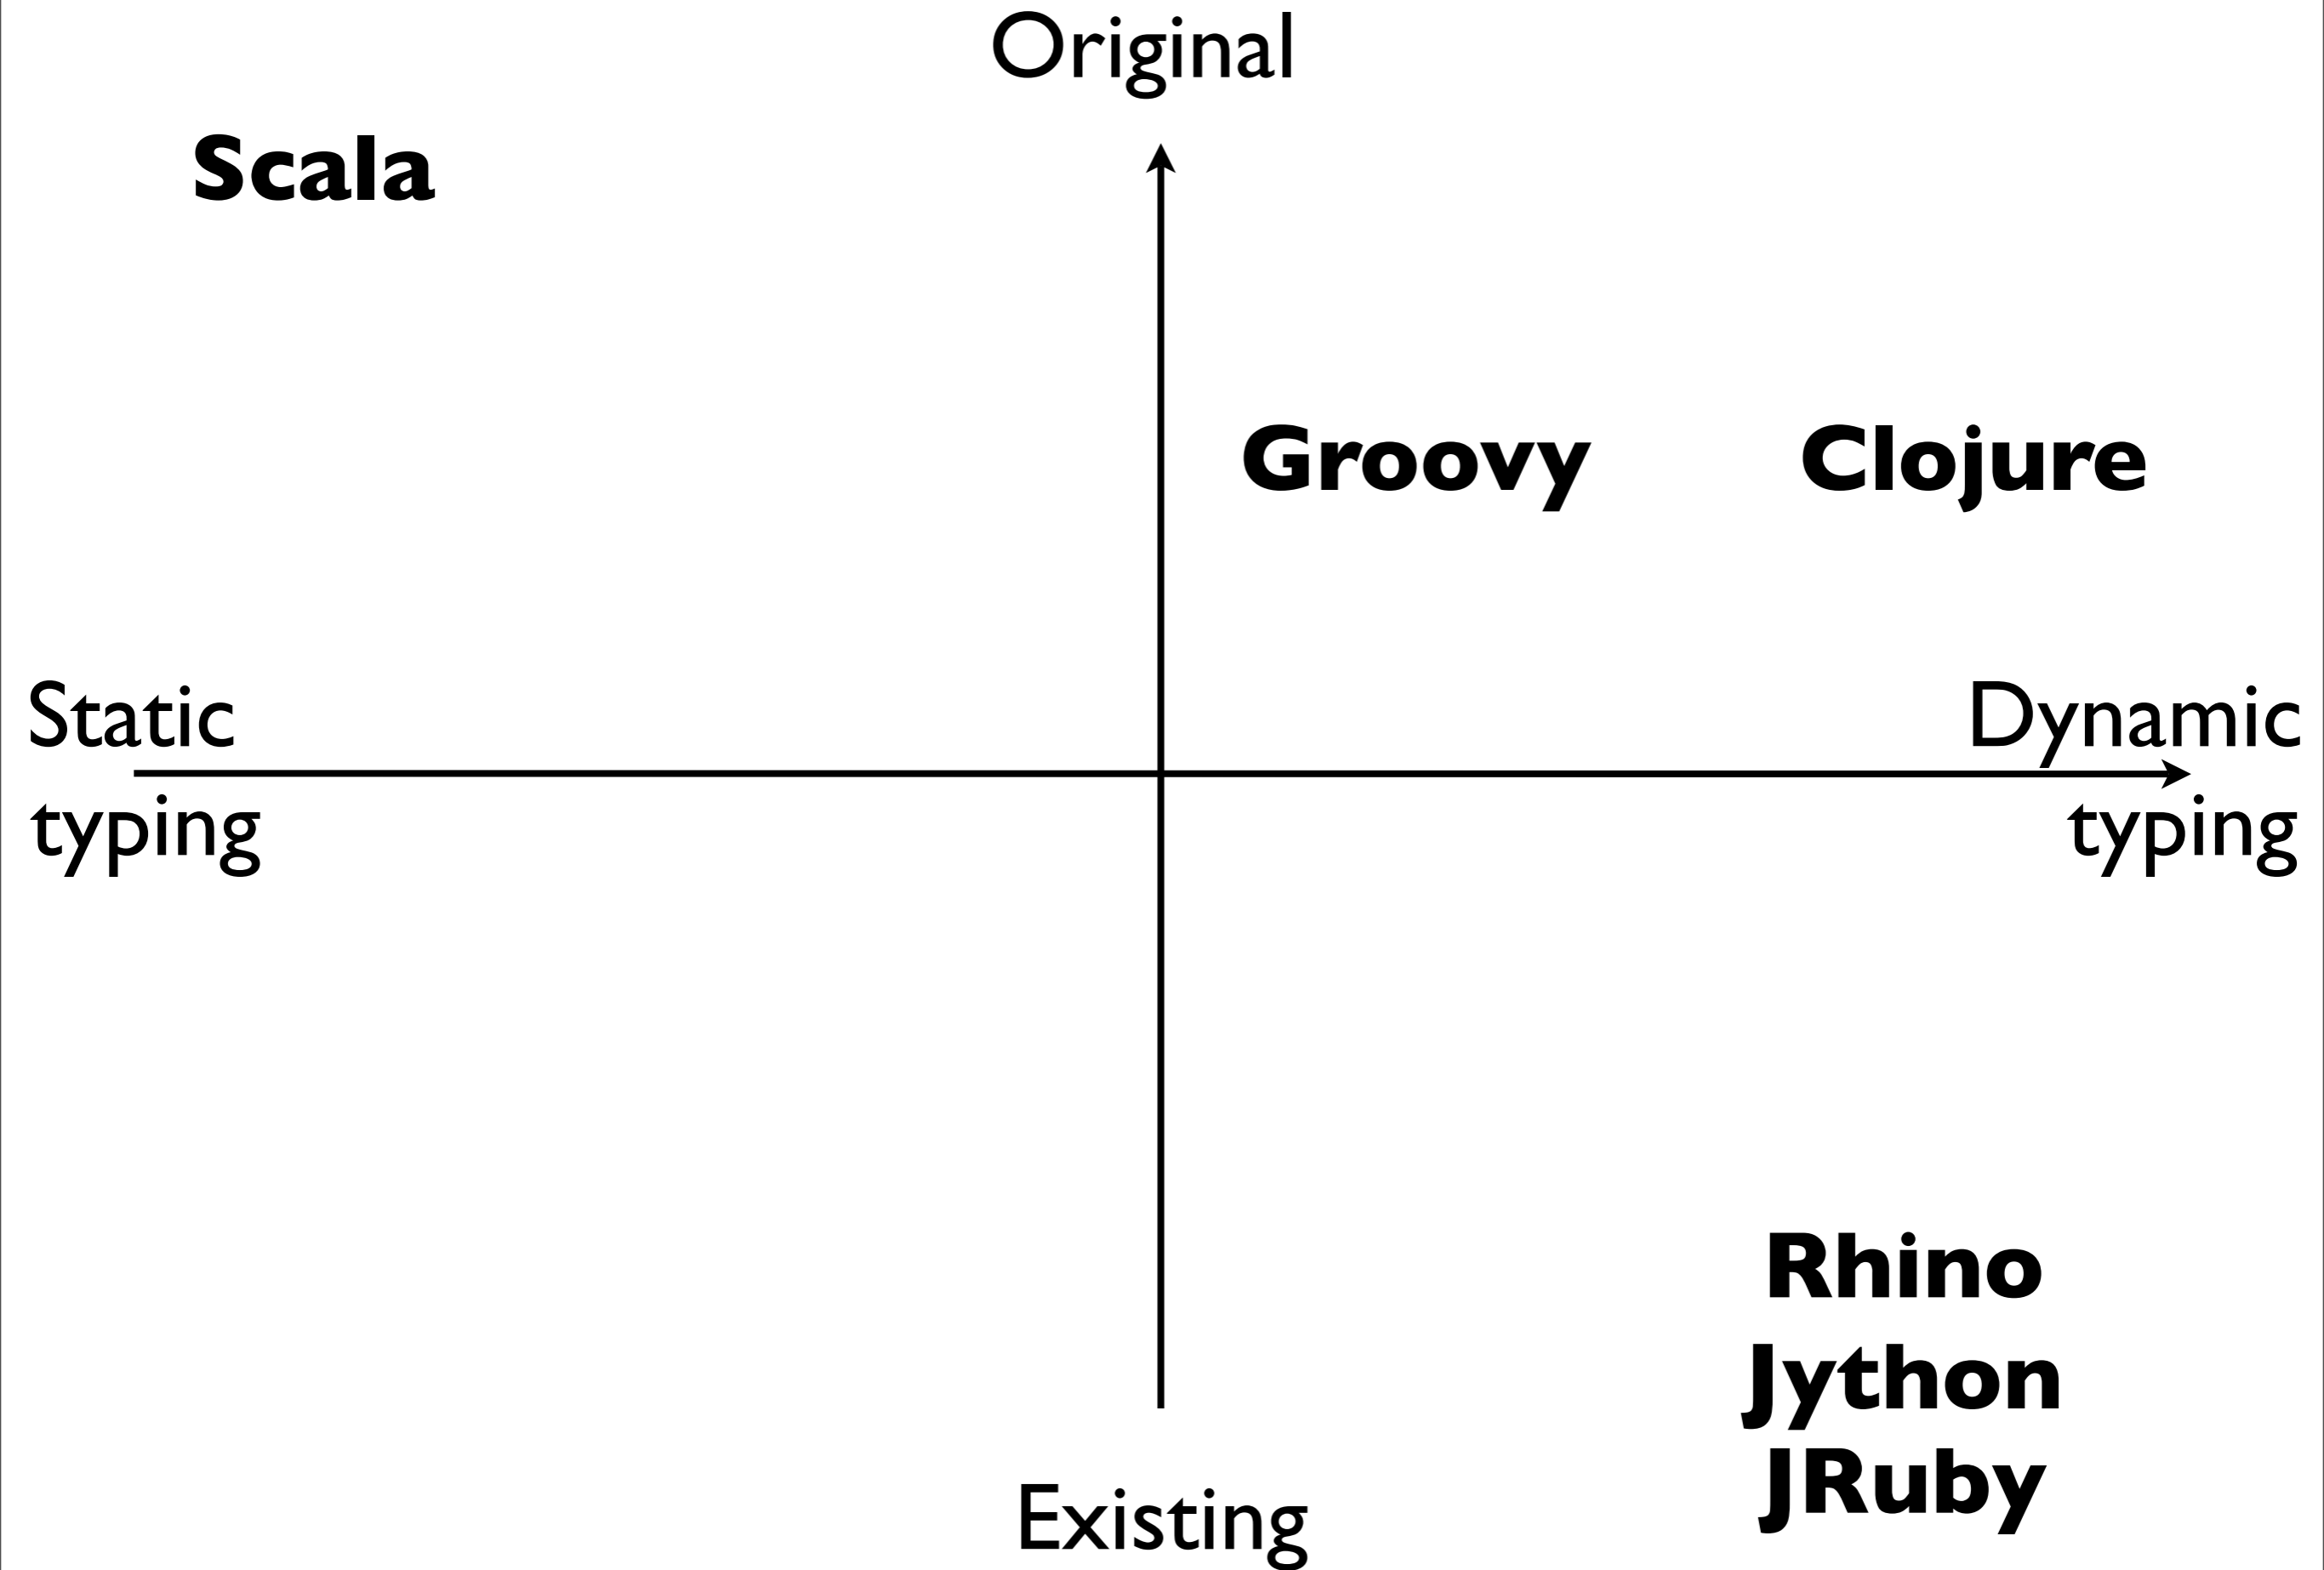 Original
Scala
Groovy Clojure
Static
typing
Dynamic
typing
Rhino
Jython
JRuby
Existing